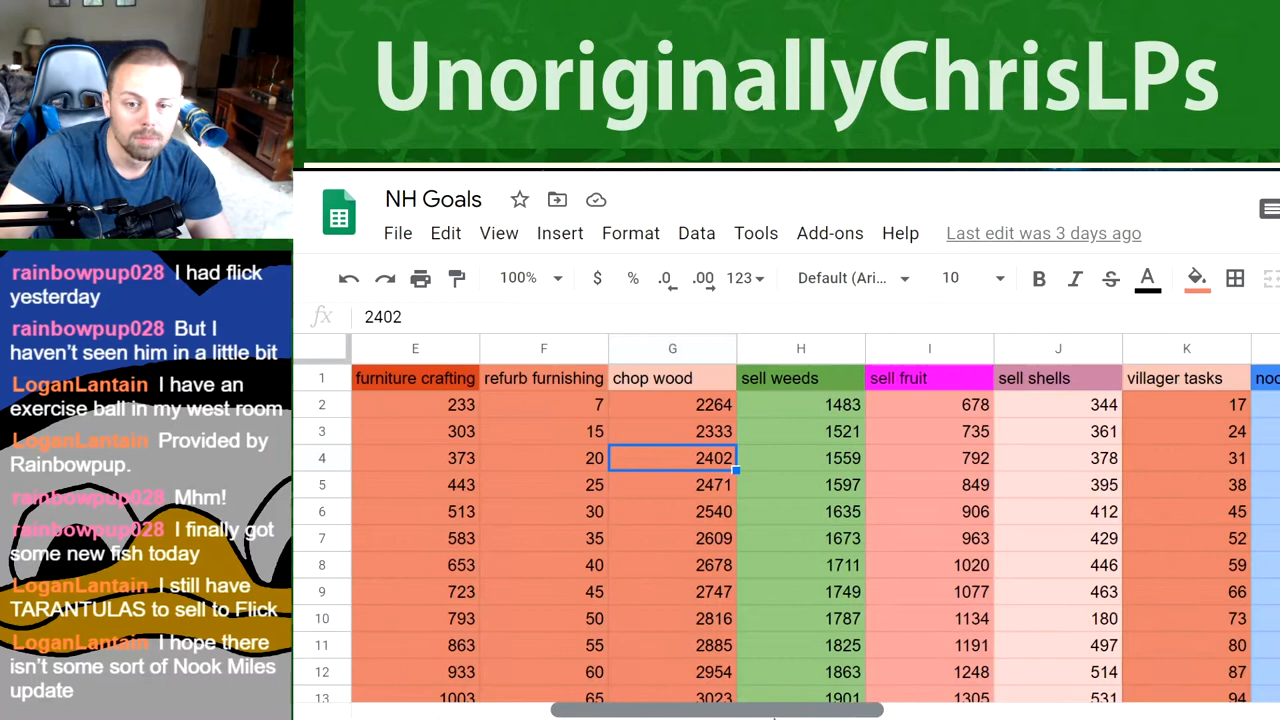 UnoriginallyChrisLPs
NH Goals
File Edit View Insert Format Data Tools Add-ons Help Last edit was 3 days ago
100% $ % .0 .00 123 Default (Ari... 10 B I S A
fx 2402
E F G H I J K
1 furniture crafting refurb furnishing chop wood sell weeds sell fruit sell shells villager tasks noo
2 233 7 2264 1483 678 344 17
3 303 15 2333 1521 735 361 24
4 373 20 2402 1559 792 378 31
5 443 25 2471 1597 849 395 38
6 513 30 2540 1635 906 412 45
7 583 35 2609 1673 963 429 52
8 653 40 2678 1711 1020 446 59
9 723 45 2747 1749 1077 463 66
10 793 50 2816 1787 1134 180 73
11 863 55 2885 1825 1191 497 80
12 933 60 2954 1863 1248 514 87
13 1003 65 3023 1901 1305 531 94
rainbowpup028 I had flick
yesterday
rainbowpup028 But I
haven't seen him in a little bit
LoganLantain I have an
exercise ball in my west room
LoganLantain Provided by
Rainbowpup.
rainbowpup028 Mhm!
rainbowpup028 I finally got
some new fish today
LoganLantain I still have
TARANTULAS to sell to Flick
LoganLantain I hope there
isn't some sort of Nook Miles
update